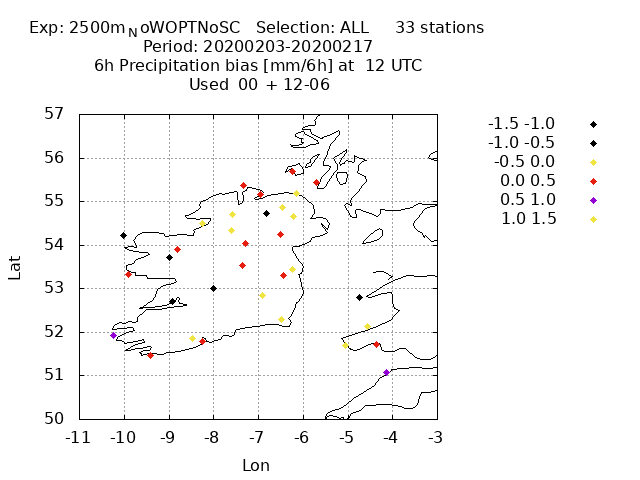 Exp: 2500mNoWOPTNoSC Selection: ALL 33 stations
Period: 20200203-20200217
6h Precipitation bias [mm/6h] at 12 UTC
Used 00 + 12-06
-1.5 -1.0
-1.0 -0.5
-0.5 0.0
0.0 0.5
0.5 1.0
1.0 1.5
57
56
55
54
53
52
51
50
Lat
-11 -10 -9 -8 -7 -6 -5 -4 -3
Lon